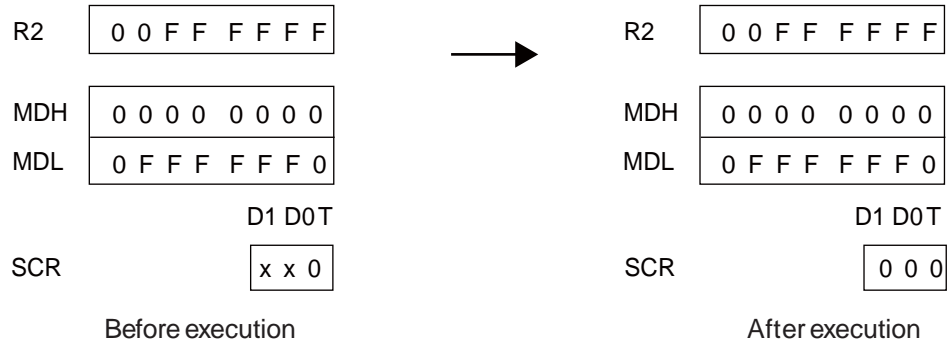 R2 0 0 F F F F F F R2 0 0 F F F F F F
MDH 0 0 0 0 0 0 0 0 MDH 0 0 0 0 0 0 0 0
MDL 0 F F F F F F 0 MDL 0 F F F F F F 0
D1 D0 T D1 D0 T
SCR x x 0 SCR 0 0 0
Before execution After execution